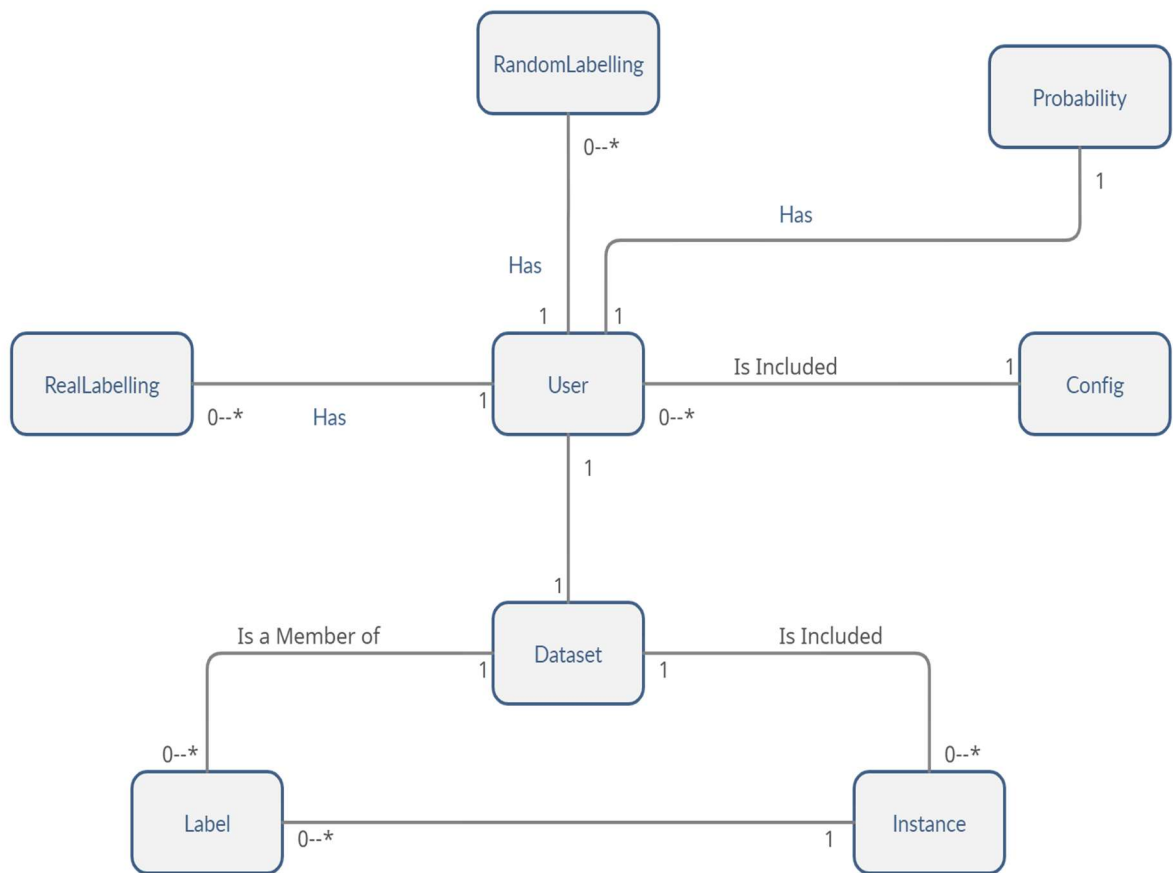 RandomLabelling
Probability
0--*
1
Has
Has
1
1
RealLabelling
User
Config
Is Included
1
0--*
Has
1
0--*
1
1
Dataset
Is a Member of
Is Included
1
1
0--*
0--*
Label
Instance
0--*
1